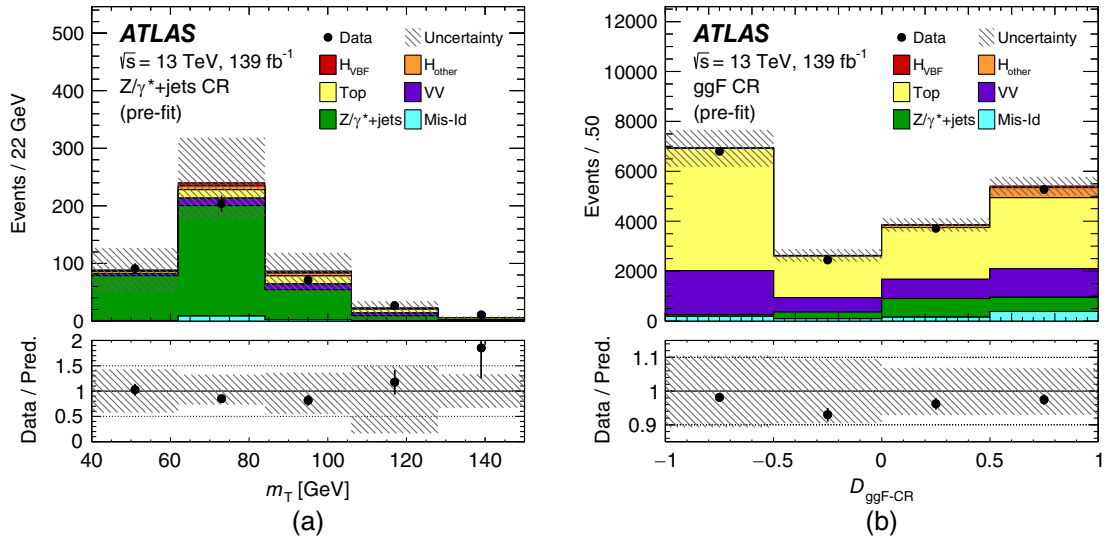 ATLAS
√s = 13 TeV, 139 fb⁻¹
Z/γ*+jets CR
(pre-fit)
Data
Uncertainty
H_VBF
H_other
Top
VV
Z/γ*+jets
Mis-Id
Events / 22 GeV
500
400
300
200
100
0
Data / Pred.
2
1.5
1
0.5
0
40 60 80 100 120 140
m_T [GeV]
(a)
ATLAS
√s = 13 TeV, 139 fb⁻¹
ggF CR
(pre-fit)
Data
Uncertainty
H_VBF
H_other
Top
VV
Z/γ*+jets
Mis-Id
Events / .50
12000
10000
8000
6000
4000
2000
0
Data / Pred.
1.1
1
0.9
−1 −0.5 0 0.5 1
D_ggF-CR
(b)